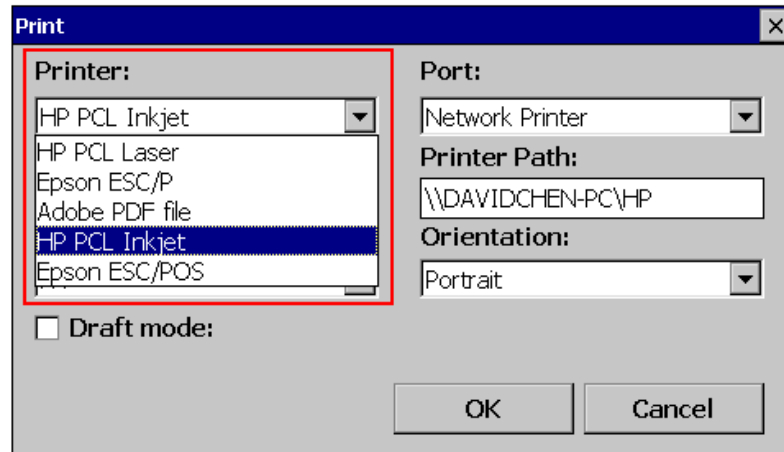 Print
Printer:
HP PCL Inkjet
HP PCL Laser
Epson ESC/P
Adobe PDF file
HP PCL Inkjet
Epson ESC/POS
Port:
Network Printer
Printer Path:
\\DAVIDCHEN-PC\HP
Orientation:
Portrait
Draft mode:
OK
Cancel